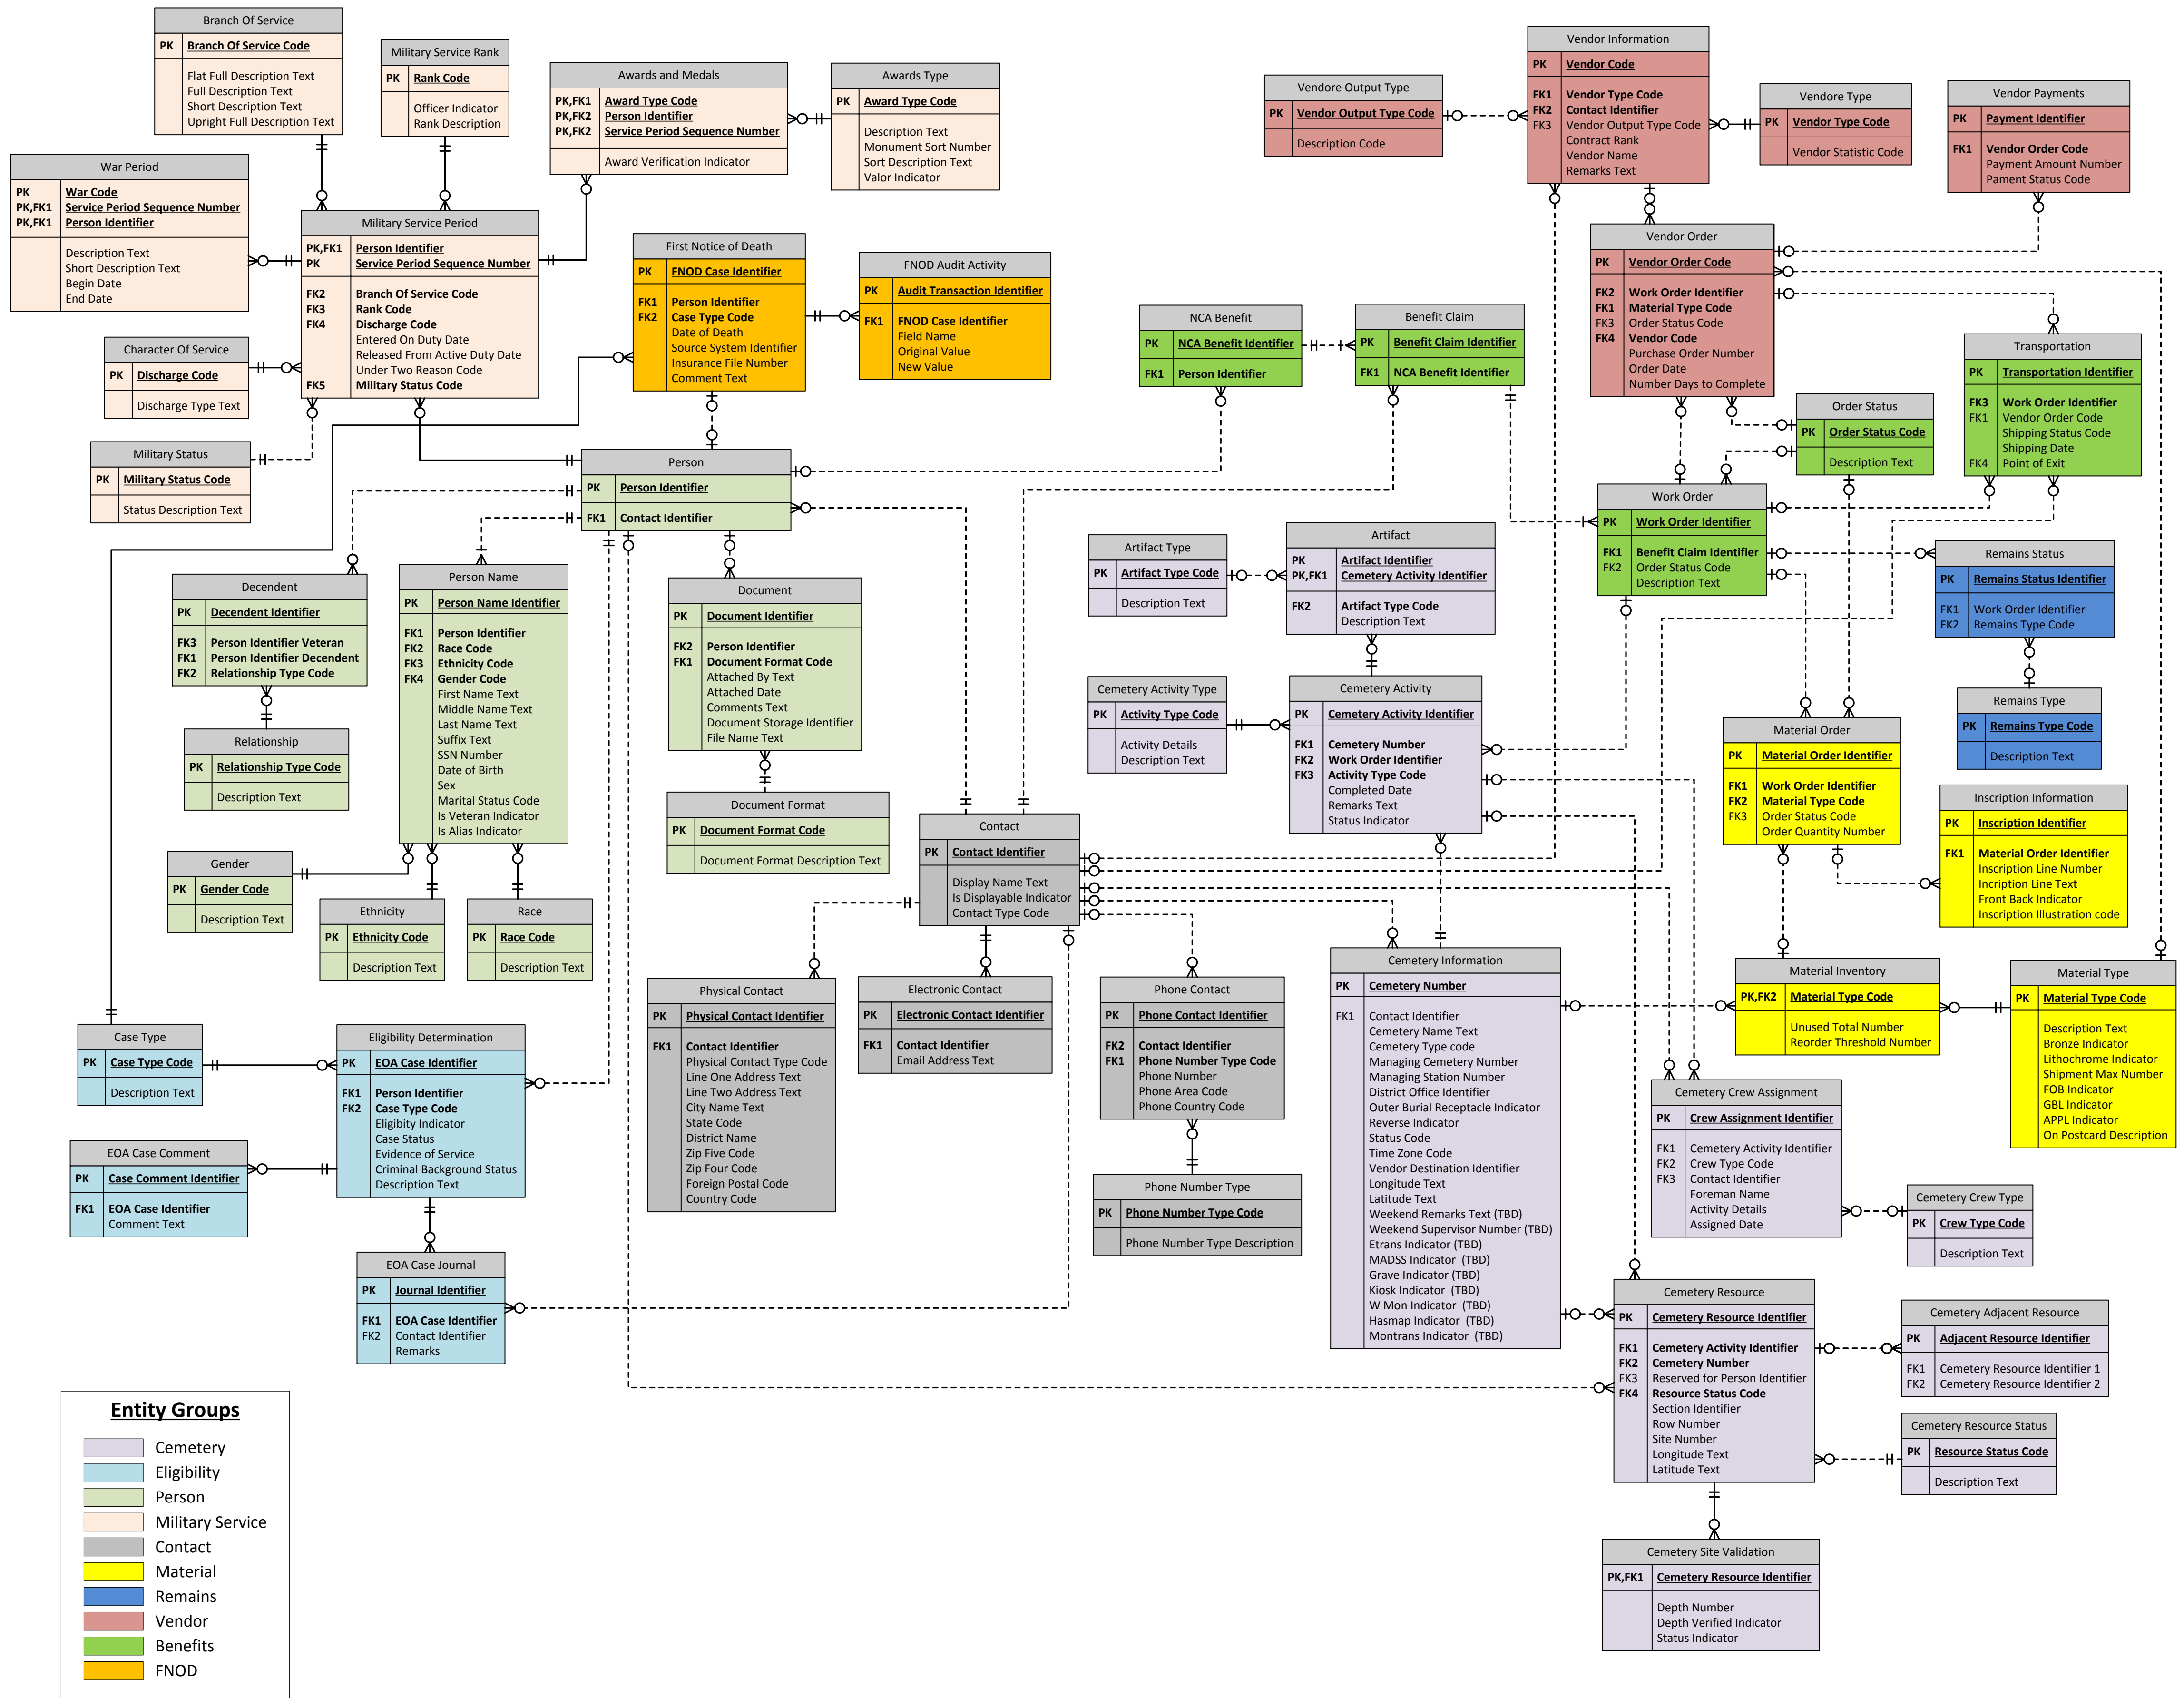 Branch Of Service
PK Branch Of Service Code
Flat Full Description Text
Full Description Text
Short Description Text
Upright Full Description Text
Military Service Rank
PK Rank Code
Officer Indicator
Rank Description
Awards and Medals
PK,FK1 Award Type Code
PK,FK2 Person Identifier
PK,FK2 Service Period Sequence Number
Award Verification Indicator
Awards Type
PK Award Type Code
Description Text
Monument Sort Number
Sort Description Text
Valor Indicator
War Period
PK War Code
PK,FK1 Service Period Sequence Number
PK,FK1 Person Identifier
Description Text
Short Description Text
Begin Date
End Date
Military Service Period
PK,FK1 Person Identifier
PK Service Period Sequence Number
FK2 Branch Of Service Code
FK3 Rank Code
FK4 Discharge Code
Entered On Duty Date
Released From Active Duty Date
Under Two Reason Code
FK5 Military Status Code
Character Of Service
PK Discharge Code
Discharge Type Text
Military Status
PK Military Status Code
Status Description Text
First Notice of Death
PK FNOD Case Identifier
FK1 Person Identifier
FK2 Case Type Code
Date of Death
Source System Identifier
Insurance File Number
Comment Text
FNOD Audit Activity
PK Audit Transaction Identifier
FK1 FNOD Case Identifier
Field Name
Original Value
New Value
Vendor Information
PK Vendor Code
FK1 Vendor Type Code
FK2 Contact Identifier
FK3 Vendor Output Type Code
Contract Rank
Vendor Name
Remarks Text
Vendore Output Type
PK Vendor Output Type Code
Description Code
Vendore Type
PK Vendor Type Code
Vendor Statistic Code
Vendor Payments
PK Payment Identifier
FK1 Vendor Order Code
Payment Amount Number
Pament Status Code
Vendor Order
PK Vendor Order Code
FK2 Work Order Identifier
FK1 Material Type Code
FK3 Order Status Code
FK4 Vendor Code
Purchase Order Number
Order Date
Number Days to Complete
NCA Benefit
PK NCA Benefit Identifier
FK1 Person Identifier
Benefit Claim
PK Benefit Claim Identifier
FK1 NCA Benefit Identifier
Transportation
PK Transportation Identifier
FK3 Work Order Identifier
FK1 Vendor Order Code
Shipping Status Code
Shipping Date
FK4 Point of Exit
Order Status
PK Order Status Code
Description Text
Work Order
PK Work Order Identifier
FK1 Benefit Claim Identifier
FK2 Order Status Code
Description Text
Remains Status
PK Remains Status Identifier
FK1 Work Order Identifier
FK2 Remains Type Code
Remains Type
PK Remains Type Code
Description Text
Person
PK Person Identifier
FK1 Contact Identifier
Decendent
PK Decendent Identifier
FK3 Person Identifier Veteran
FK1 Person Identifier Decendent
FK2 Relationship Type Code
Relationship
PK Relationship Type Code
Description Text
Person Name
PK Person Name Identifier
FK1 Person Identifier
FK2 Race Code
FK3 Ethnicity Code
FK4 Gender Code
First Name Text
Middle Name Text
Last Name Text
Suffix Text
SSN Number
Date of Birth
Sex
Marital Status Code
Is Veteran Indicator
Is Alias Indicator
Document
PK Document Identifier
FK2 Person Identifier
FK1 Document Format Code
Attached By Text
Attached Date
Comments Text
Document Storage Identifier
File Name Text
Document Format
PK Document Format Code
Document Format Description Text
Gender
PK Gender Code
Description Text
Ethnicity
PK Ethnicity Code
Description Text
Race
PK Race Code
Description Text
Artifact Type
PK Artifact Type Code
Description Text
Artifact
PK Artifact Identifier
PK,FK1 Cemetery Activity Identifier
FK2 Artifact Type Code
Description Text
Cemetery Activity Type
PK Activity Type Code
Activity Details
Description Text
Cemetery Activity
PK Cemetery Activity Identifier
FK1 Cemetery Number
FK2 Work Order Identifier
FK3 Activity Type Code
Completed Date
Remarks Text
Status Indicator
Material Order
PK Material Order Identifier
FK1 Work Order Identifier
FK2 Material Type Code
FK3 Order Status Code
Order Quantity Number
Inscription Information
PK Inscription Identifier
FK1 Material Order Identifier
Inscription Line Number
Incription Line Text
Front Back Indicator
Inscription Illustration code
Contact
PK Contact Identifier
Display Name Text
Is Displayable Indicator
Contact Type Code
Physical Contact
PK Physical Contact Identifier
FK1 Contact Identifier
Physical Contact Type Code
Line One Address Text
Line Two Address Text
City Name Text
State Code
District Name
Zip Five Code
Zip Four Code
Foreign Postal Code
Country Code
Electronic Contact
PK Electronic Contact Identifier
FK1 Contact Identifier
Email Address Text
Phone Contact
PK Phone Contact Identifier
FK2 Contact Identifier
FK1 Phone Number Type Code
Phone Number
Phone Area Code
Phone Country Code
Phone Number Type
PK Phone Number Type Code
Phone Number Type Description
Cemetery Information
PK Cemetery Number
FK1 Contact Identifier
Cemetery Name Text
Cemetery Type code
Managing Cemetery Number
Managing Station Number
District Office Identifier
Outer Burial Receptacle Indicator
Reverse Indicator
Status Code
Time Zone Code
Vendor Destination Identifier
Longitude Text
Latitude Text
Weekend Remarks Text (TBD)
Weekend Supervisor Number (TBD)
Etrans Indicator (TBD)
MADSS Indicator (TBD)
Grave Indicator (TBD)
Kiosk Indicator (TBD)
W Mon Indicator (TBD)
Hasmap Indicator (TBD)
Montrans Indicator (TBD)
Material Inventory
PK,FK2 Material Type Code
Unused Total Number
Reorder Threshold Number
Material Type
PK Material Type Code
Description Text
Bronze Indicator
Lithochrome Indicator
Shipment Max Number
FOB Indicator
GBL Indicator
APPL Indicator
On Postcard Description
Case Type
PK Case Type Code
Description Text
Eligibility Determination
PK EOA Case Identifier
FK1 Person Identifier
FK2 Case Type Code
Eligibity Indicator
Case Status
Evidence of Service
Criminal Background Status
Description Text
EOA Case Comment
PK Case Comment Identifier
FK1 EOA Case Identifier
Comment Text
EOA Case Journal
PK Journal Identifier
FK1 EOA Case Identifier
FK2 Contact Identifier
Remarks
Cemetery Crew Assignment
PK Crew Assignment Identifier
FK1 Cemetery Activity Identifier
FK2 Crew Type Code
FK3 Contact Identifier
Foreman Name
Activity Details
Assigned Date
Cemetery Crew Type
PK Crew Type Code
Description Text
Cemetery Resource
PK Cemetery Resource Identifier
FK1 Cemetery Activity Identifier
FK2 Cemetery Number
FK3 Reserved for Person Identifier
FK4 Resource Status Code
Section Identifier
Row Number
Site Number
Longitude Text
Latitude Text
Cemetery Adjacent Resource
PK Adjacent Resource Identifier
FK1 Cemetery Resource Identifier 1
FK2 Cemetery Resource Identifier 2
Cemetery Resource Status
PK Resource Status Code
Description Text
Cemetery Site Validation
PK,FK1 Cemetery Resource Identifier
Depth Number
Depth Verified Indicator
Status Indicator
Entity Groups
Cemetery
Eligibility
Person
Military Service
Contact
Material
Remains
Vendor
Benefits
FNOD